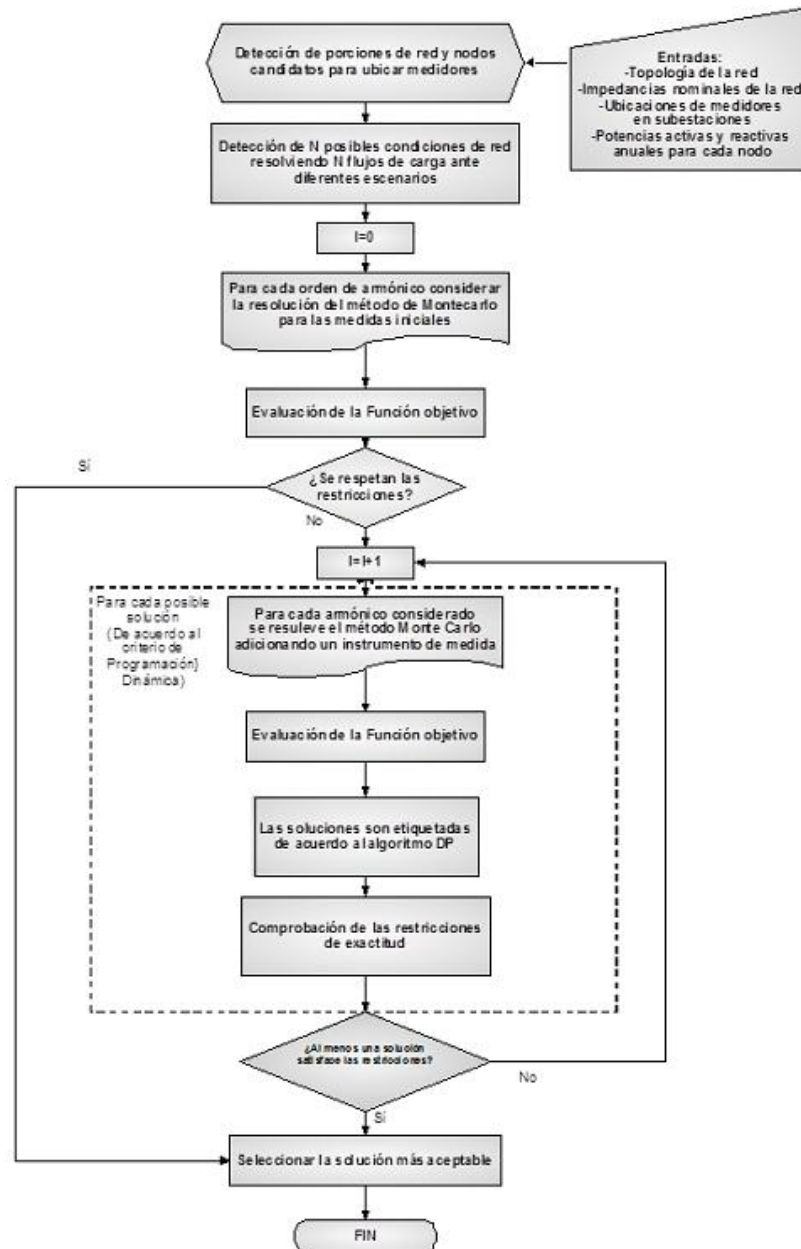 Detección de porciones de red y nodos
candidatos para ubicar medidores
Entradas:
-Topología de la red
-Impedancias nominales de la red
-Ubicaciones de medidores
en subestaciones
-Potencias activas y reactivas
anuales para cada nodo
Detección de N posibles condiciones de red
resolviendo N flujos de carga ante
diferentes escenarios
I=0
Para cada orden de armónico considerar
la resolución del método de Montecarlo
para las medidas iniciales
Evaluación de la Función objetivo
Sí
¿Se respetan las
restricciones?
No
I=I+1
Para cada posible
solución
(De acuerdo al
criterio de
Programación}
Dinámica)
Para cada armónico considerado
se resuleve el método Monte Carlo
adicionando un instrumento de medida
Evaluación de la Función objetivo
Las soluciones son etiquetadas
de acuerdo al algoritmo DP
Comprobación de las restricciones
de exactitud
¿Al menos una solución
satisface las restricciones?
No
Sí
Seleccionar la solución más aceptable
FIN